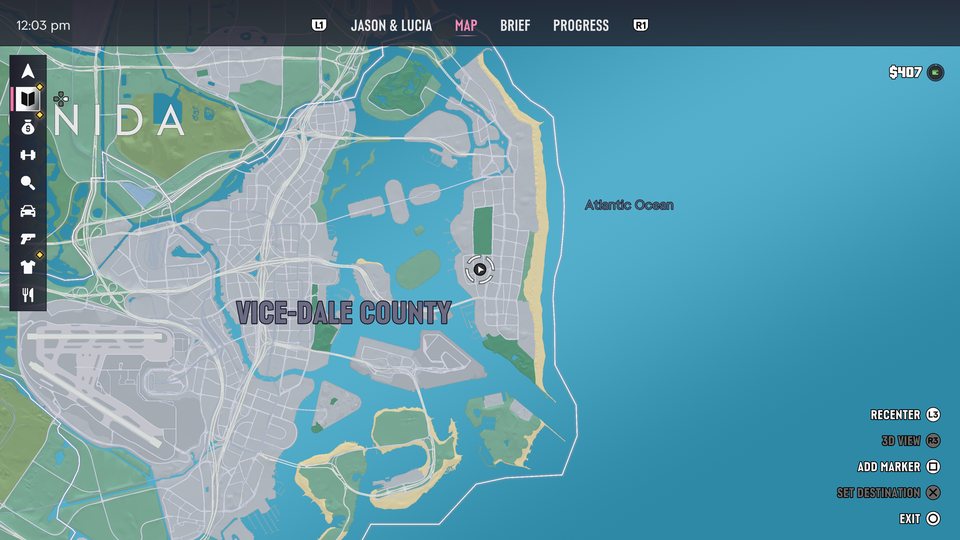 12:03 pm
L1 JASON & LUCIA MAP BRIEF PROGRESS R1
$407
NIDA
Atlantic Ocean
VICE-DALE COUNTY
RECENTER L3
3D VIEW R3
ADD MARKER
SET DESTINATION
EXIT